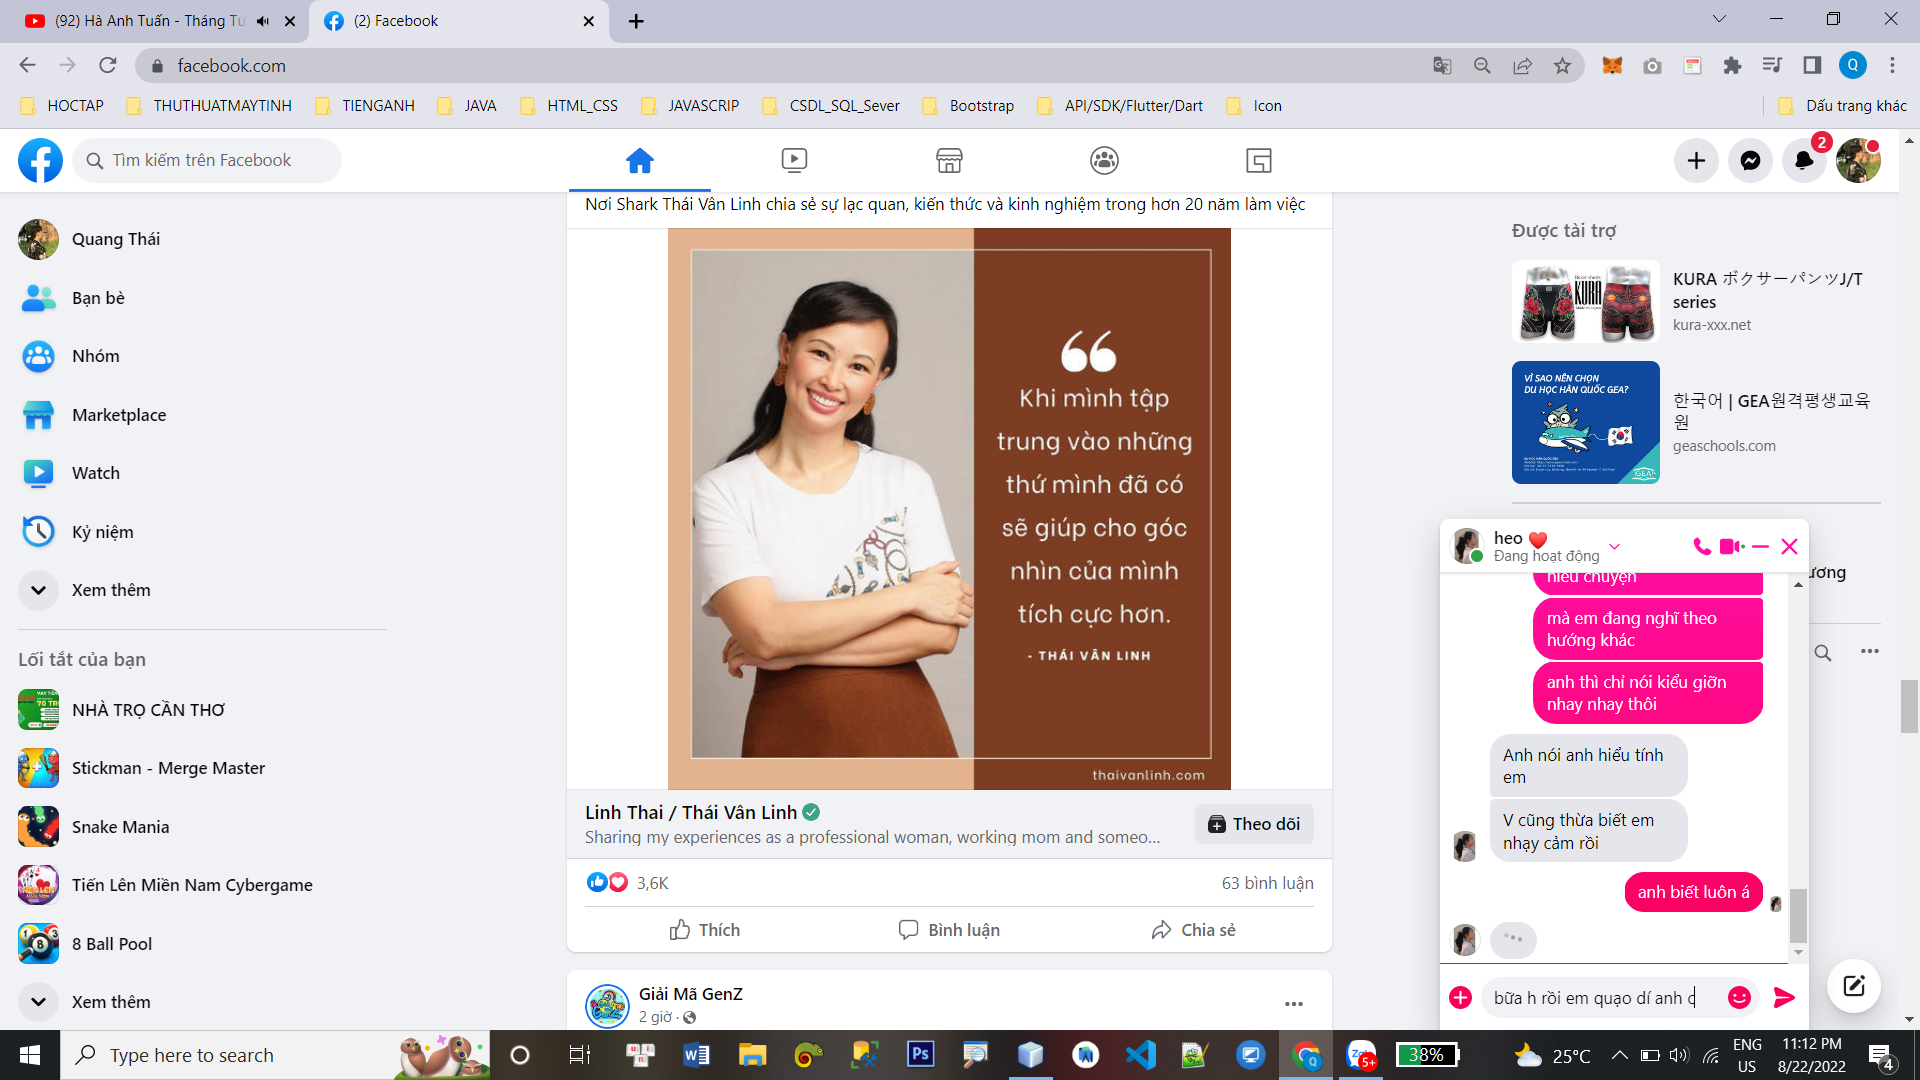 (92) Hà Anh Tuấn - Tháng Tư
(2) Facebook
facebook.com
Q
HOCTAP
THUTHUATMAYTINH
TIENGANH
JAVA
HTML_CSS
JAVASCRIP
CSDL_SQL_Sever
Bootstrap
API/SDK/Flutter/Dart
Icon
Dấu trang khác
Tìm kiếm trên Facebook
2
Quang Thái
Bạn bè
Nhóm
Marketplace
Watch
Kỷ niệm
Xem thêm
Lối tắt của bạn
NHÀ TRỌ CẦN THƠ
Stickman - Merge Master
Snake Mania
Tiến Lên Miền Nam Cybergame
8 Ball Pool
Xem thêm
Nơi Shark Thái Vân Linh chia sẻ sự lạc quan, kiến thức và kinh nghiệm trong hơn 20 năm làm việc
Khi mình tập
trung vào những
thứ mình đã có
sẽ giúp cho góc
nhìn của mình
tích cực hơn.
- THÁI VÂN LINH
thaivanlinh.com
Linh Thai / Thái Vân Linh
Sharing my experiences as a professional woman, working mom and someo...
Theo dõi
3,6K
63 bình luận
Thích
Bình luận
Chia sẻ
Giải Mã GenZ
2 giờ ·
Được tài trợ
KURA
KURA ボクサーパンツJ/T
series
kura-xxx.net
VÌ SAO NÊN CHỌN
DU HỌC HÀN QUỐC GEA?
GEA
한국어 | GEA원격평생교육
원
geaschools.com
ương
heo
Đang hoạt động
hiểu chuyện
mà em đang nghĩ theo
hướng khác
anh thì chỉ nói kiểu giỡn
nhay nhay thôi
Anh nói anh hiểu tính
em
V cũng thừa biết em
nhạy cảm rồi
anh biết luôn á
bữa h rồi em quạo dí anh c
Type here to search
Ps
5+
38%
25°C
ENG
US
11:12 PM
8/22/2022
4